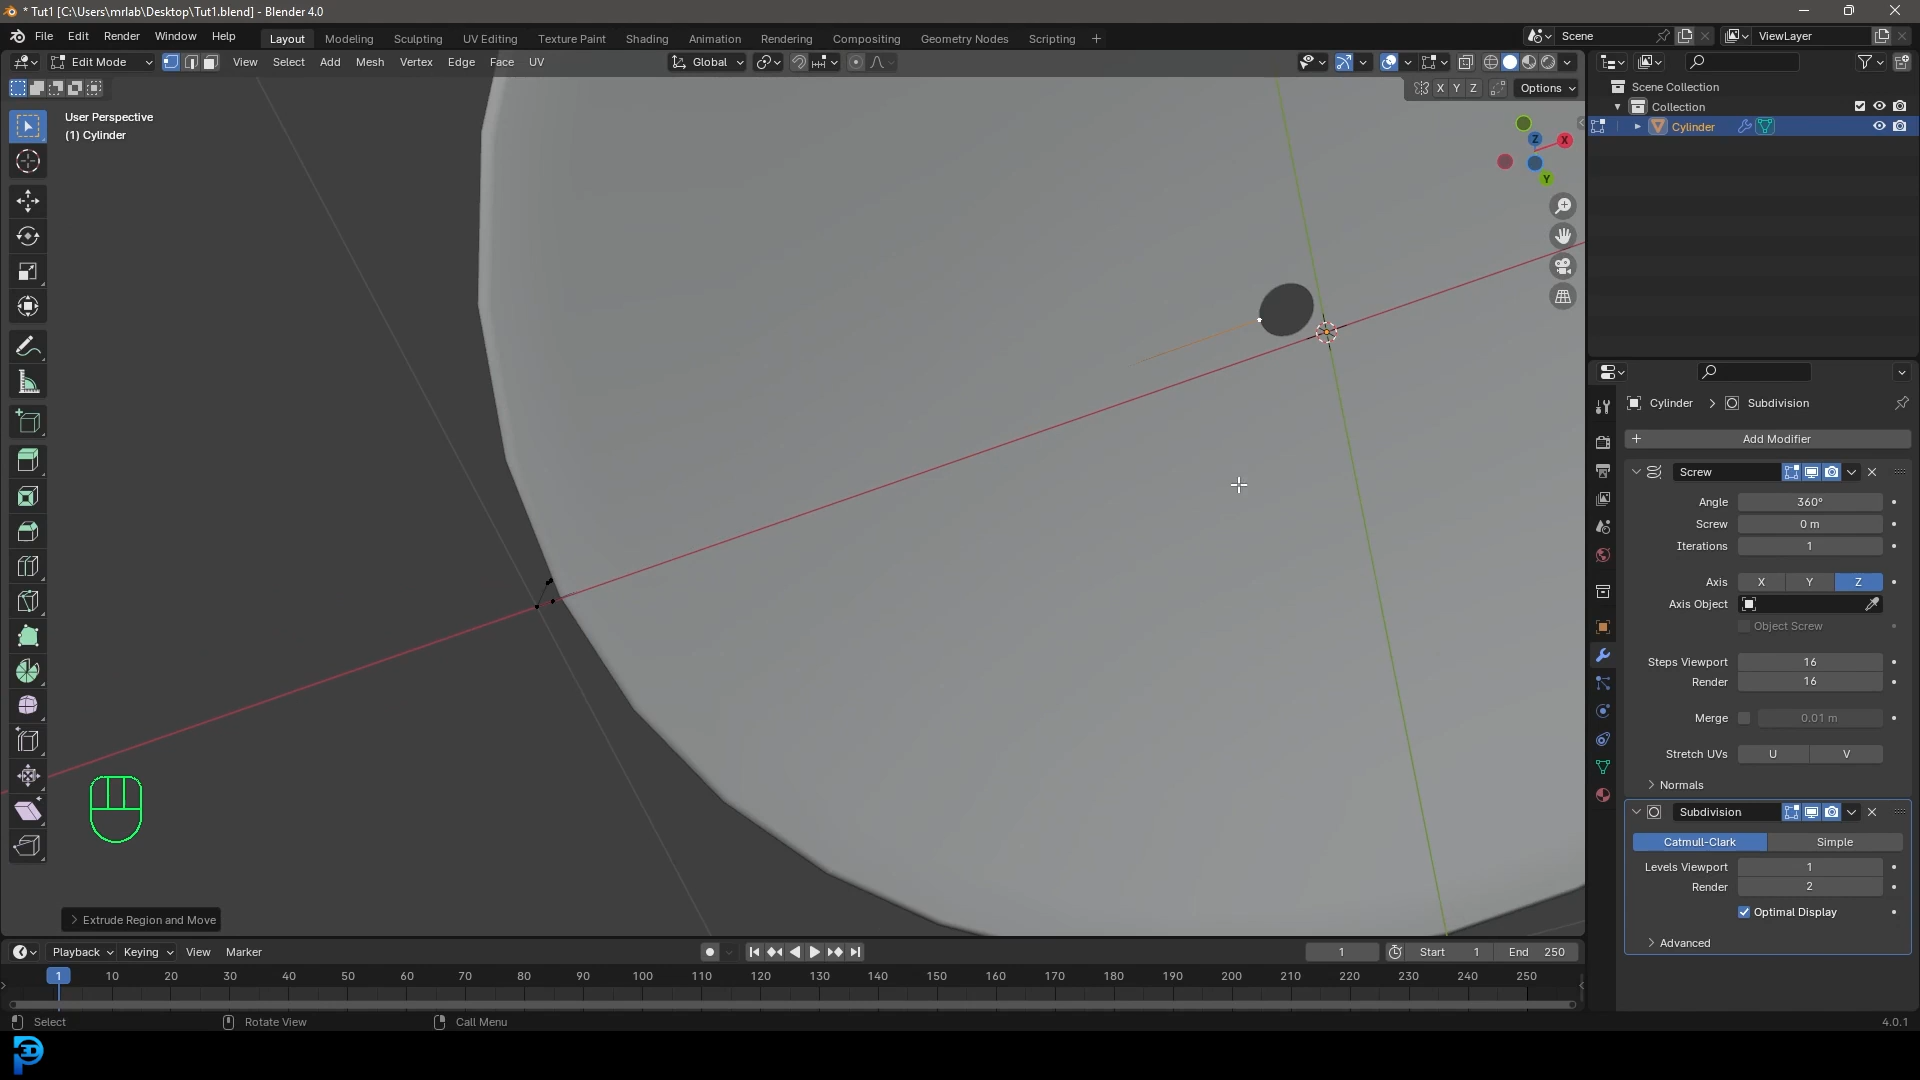 * Tut1 [C:\Users\mrlab\Desktop\Tut1.blend] - Blender 4.0
File Edit Render Window Help Layout Modeling Sculpting UV Editing Texture Paint Shading Animation Rendering Compositing Geometry Nodes Scripting + Scene ViewLayer
Edit Mode View Select Add Mesh Vertex Edge Face UV Global
X Y Z Options
User Perspective
(1) Cylinder
Scene Collection
Collection
Cylinder
Z X
Y
Cylinder > Subdivision
+ Add Modifier
Screw
Angle 360°
Screw 0 m
Iterations 1
Axis X Y Z
Axis Object
Object Screw
Steps Viewport 16
Render 16
Merge 0.01 m
Stretch UVs U V
> Normals
Subdivision
Catmull-Clark Simple
Levels Viewport 1
Render 2
Optimal Display
> Advanced
> Extrude Region and Move
Playback Keying View Marker 1 Start 1 End 250
1 10 20 30 40 50 60 70 80 90 100 110 120 130 140 150 160 170 180 190 200 210 220 230 240 250
Select Rotate View Call Menu 4.0.1
3D